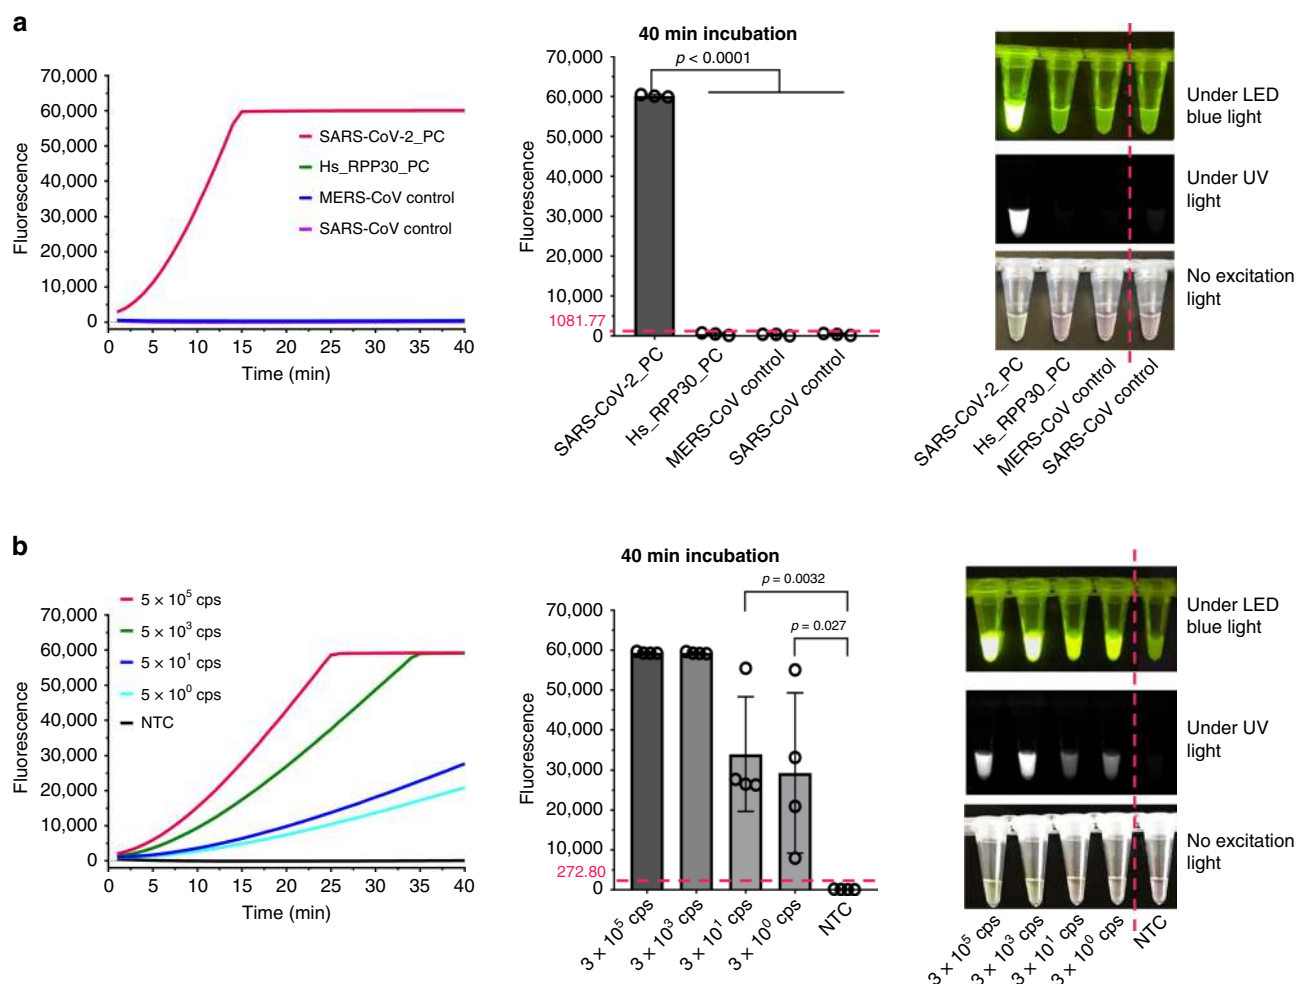 a
70,000
60,000
50,000
40,000
30,000
20,000
10,000
0
Fluorescence
0 5 10 15 20 25 30 35 40
Time (min)
SARS-CoV-2_PC
Hs_RPP30_PC
MERS-CoV control
SARS-CoV control
40 min incubation
p < 0.0001
70,000
60,000
50,000
40,000
30,000
20,000
10,000
1081.77
0
Fluorescence
SARS-CoV-2_PC
Hs_RPP30_PC
MERS-CoV control
SARS-CoV control
Under LED
blue light
Under UV
light
No excitation
light
SARS-CoV-2_PC
Hs_RPP30_PC
MERS-CoV control
SARS-CoV control
b
5 × 10⁵ cps
5 × 10³ cps
5 × 10¹ cps
5 × 10⁰ cps
NTC
70,000
60,000
50,000
40,000
30,000
20,000
10,000
0
Fluorescence
0 5 10 15 20 25 30 35 40
Time (min)
40 min incubation
p = 0.0032
p = 0.027
70,000
60,000
50,000
40,000
30,000
20,000
10,000
272.80
0
Fluorescence
3 × 10⁵ cps
3 × 10³ cps
3 × 10¹ cps
3 × 10⁰ cps
NTC
Under LED
blue light
Under UV
light
No excitation
light
3 × 10⁵ cps
3 × 10³ cps
3 × 10¹ cps
3 × 10⁰ cps
NTC